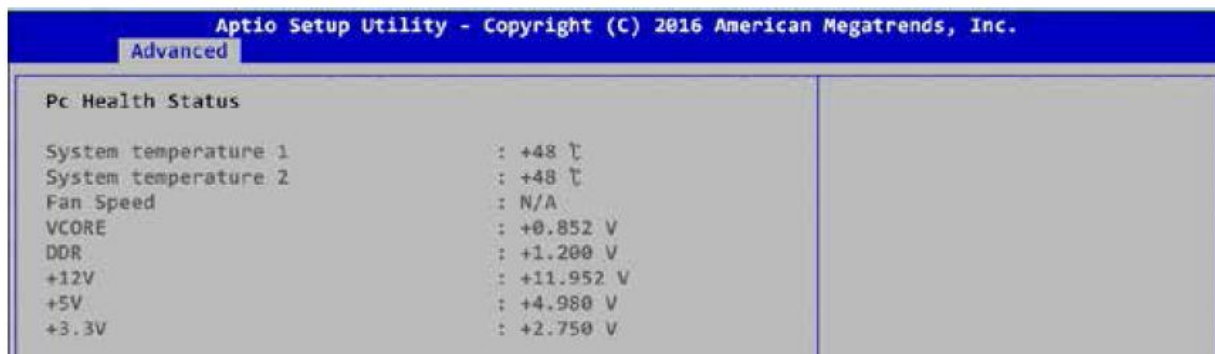 Aptio Setup Utility - Copyright (C) 2016 American Megatrends, Inc.
Advanced
Pc Health Status
System temperature 1 : +48 ℃
System temperature 2 : +48 ℃
Fan Speed : N/A
VCORE : +0.852 V
DDR : +1.200 V
+12V : +11.952 V
+5V : +4.980 V
+3.3V : +2.750 V